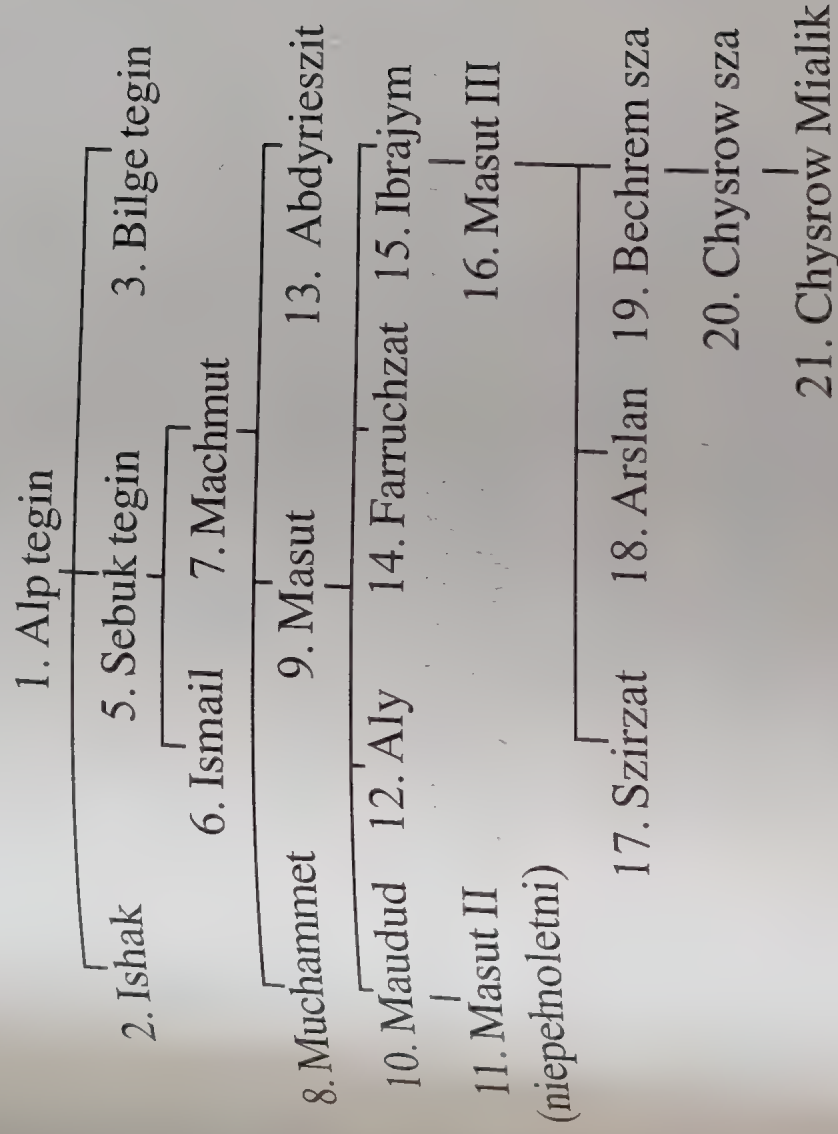 1. Alp tegin
2. Ishak 5. Sebuk tegin 3. Bilge tegin
6. Ismail 7. Machmut
8. Muchammet 9. Masut 13. Abdyrieszit
10. Maudud 12. Aly 14. Farruchzat 15. Ibrajym
11. Masut II 16. Masut III
(niepełnoletni)
17. Szirzat 18. Arslan 19. Bechrem sza
20. Chysrow sza
21. Chysrow Mialik